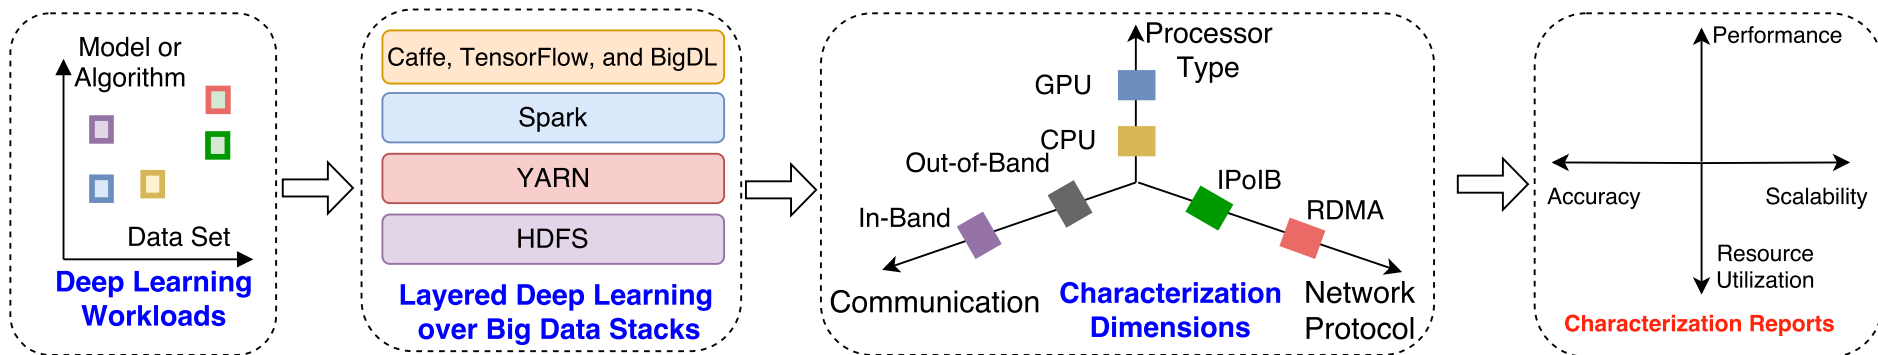 Model or
Algorithm
Data Set
Deep Learning
Workloads
Caffe, TensorFlow, and BigDL
Spark
YARN
HDFS
Layered Deep Learning
over Big Data Stacks
Processor
Type
GPU
CPU
Out-of-Band
In-Band
IPoIB
RDMA
Communication
Characterization
Dimensions
Network
Protocol
Performance
Accuracy
Scalability
Resource
Utilization
Characterization Reports